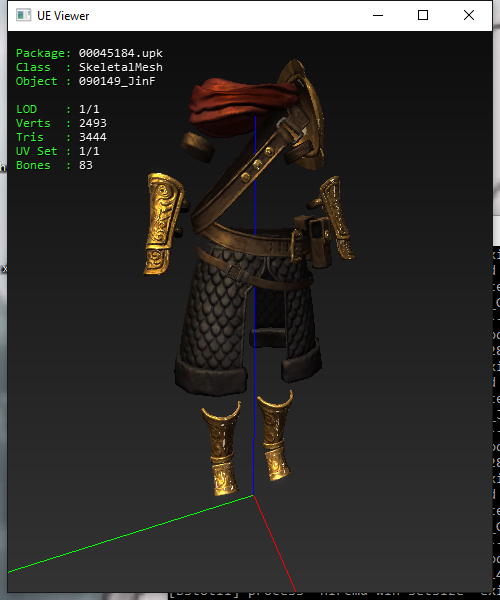 UE Viewer
Package: 00045184.upk
Class  : SkeletalMesh
Object : 090149_JinF
LOD    : 1/1
Verts  : 2493
Tris   : 3444
UV Set : 1/1
Bones  : 83